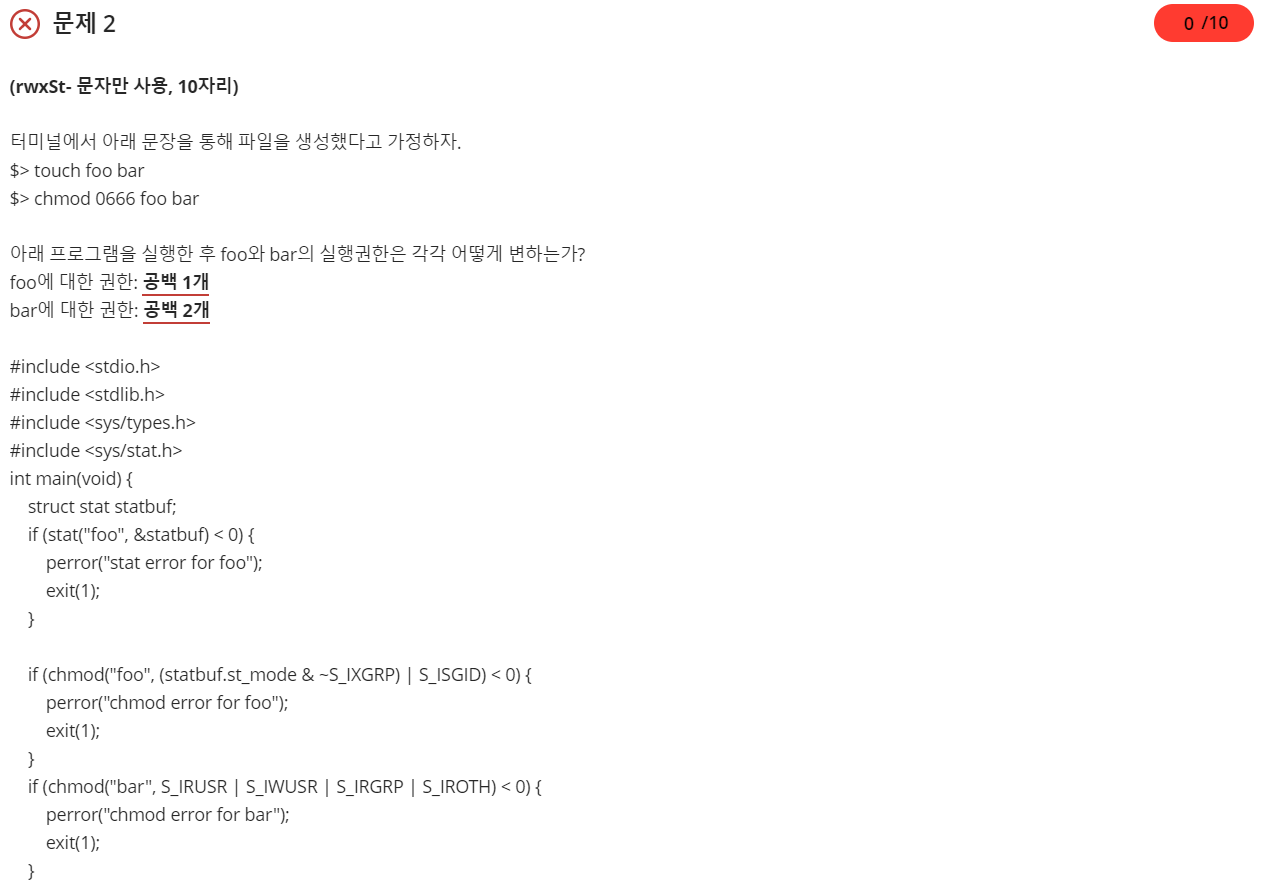 문제 2
0 /10
(rwxSt- 문자만 사용, 10자리)
터미널에서 아래 문장을 통해 파일을 생성했다고 가정하자.
$> touch foo bar
$> chmod 0666 foo bar
아래 프로그램을 실행한 후 foo와 bar의 실행권한은 각각 어떻게 변하는가?
foo에 대한 권한: 공백 1개
bar에 대한 권한: 공백 2개
#include <stdio.h>
#include <stdlib.h>
#include <sys/types.h>
#include <sys/stat.h>
int main(void) {
    struct stat statbuf;
    if (stat("foo", &statbuf) < 0) {
        perror("stat error for foo");
        exit(1);
    }
    if (chmod("foo", (statbuf.st_mode & ~S_IXGRP) | S_ISGID) < 0) {
        perror("chmod error for foo");
        exit(1);
    }
    if (chmod("bar", S_IRUSR | S_IWUSR | S_IRGRP | S_IROTH) < 0) {
        perror("chmod error for bar");
        exit(1);
    }